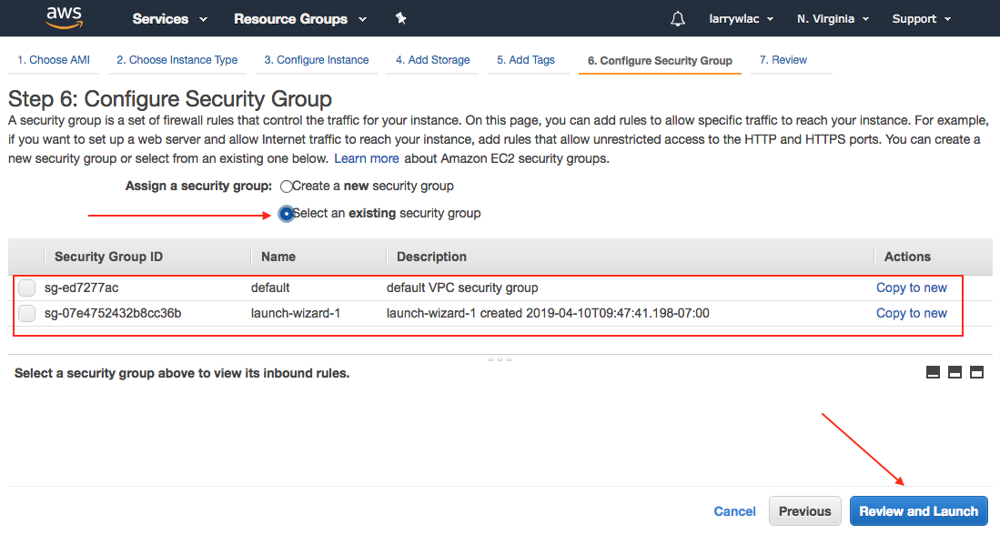 aws Services Resource Groups larrywlac N. Virginia Support
1. Choose AMI 2. Choose Instance Type 3. Configure Instance 4. Add Storage 5. Add Tags 6. Configure Security Group 7. Review
Step 6: Configure Security Group
A security group is a set of firewall rules that control the traffic for your instance. On this page, you can add rules to allow specific traffic to reach your instance. For example,
if you want to set up a web server and allow Internet traffic to reach your instance, add rules that allow unrestricted access to the HTTP and HTTPS ports. You can create a
new security group or select from an existing one below. Learn more about Amazon EC2 security groups.
Assign a security group: Create a new security group
Select an existing security group
Security Group ID Name Description Actions
sg-ed7277ac default default VPC security group Copy to new
sg-07e4752432b8cc36b launch-wizard-1 launch-wizard-1 created 2019-04-10T09:47:41.198-07:00 Copy to new
Select a security group above to view its inbound rules.
Cancel Previous Review and Launch